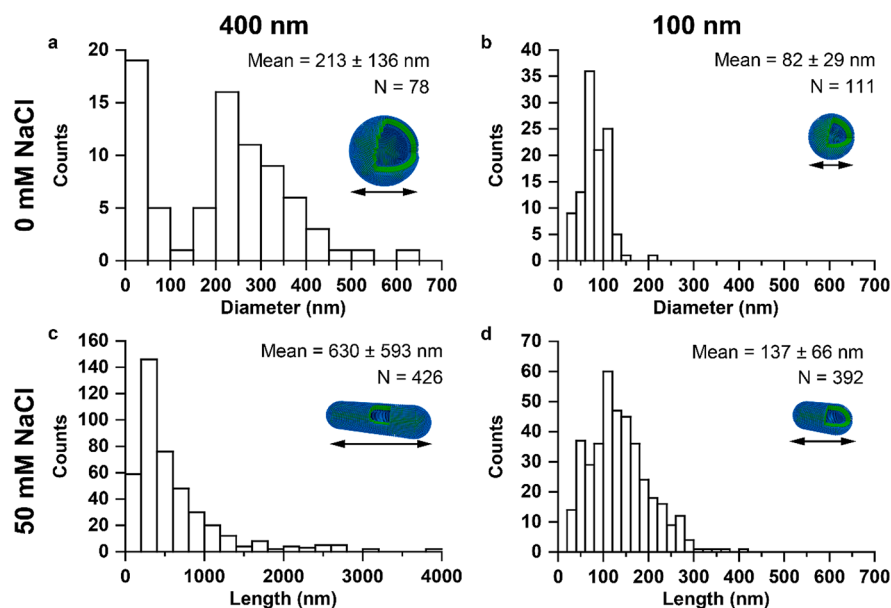 400 nm
100 nm
0 mM NaCl
50 mM NaCl
a
Mean = 213 ± 136 nm
N = 78
Counts
20
15
10
5
0
0 100 200 300 400 500 600 700
Diameter (nm)
b
Mean = 82 ± 29 nm
N = 111
Counts
40
35
30
25
20
15
10
5
0
0 100 200 300 400 500 600 700
Diameter (nm)
c
Mean = 630 ± 593 nm
N = 426
Counts
160
140
120
100
80
60
40
20
0
0 1000 2000 3000 4000
Length (nm)
d
Mean = 137 ± 66 nm
N = 392
Counts
70
60
50
40
30
20
10
0
0 100 200 300 400 500 600 700
Length (nm)